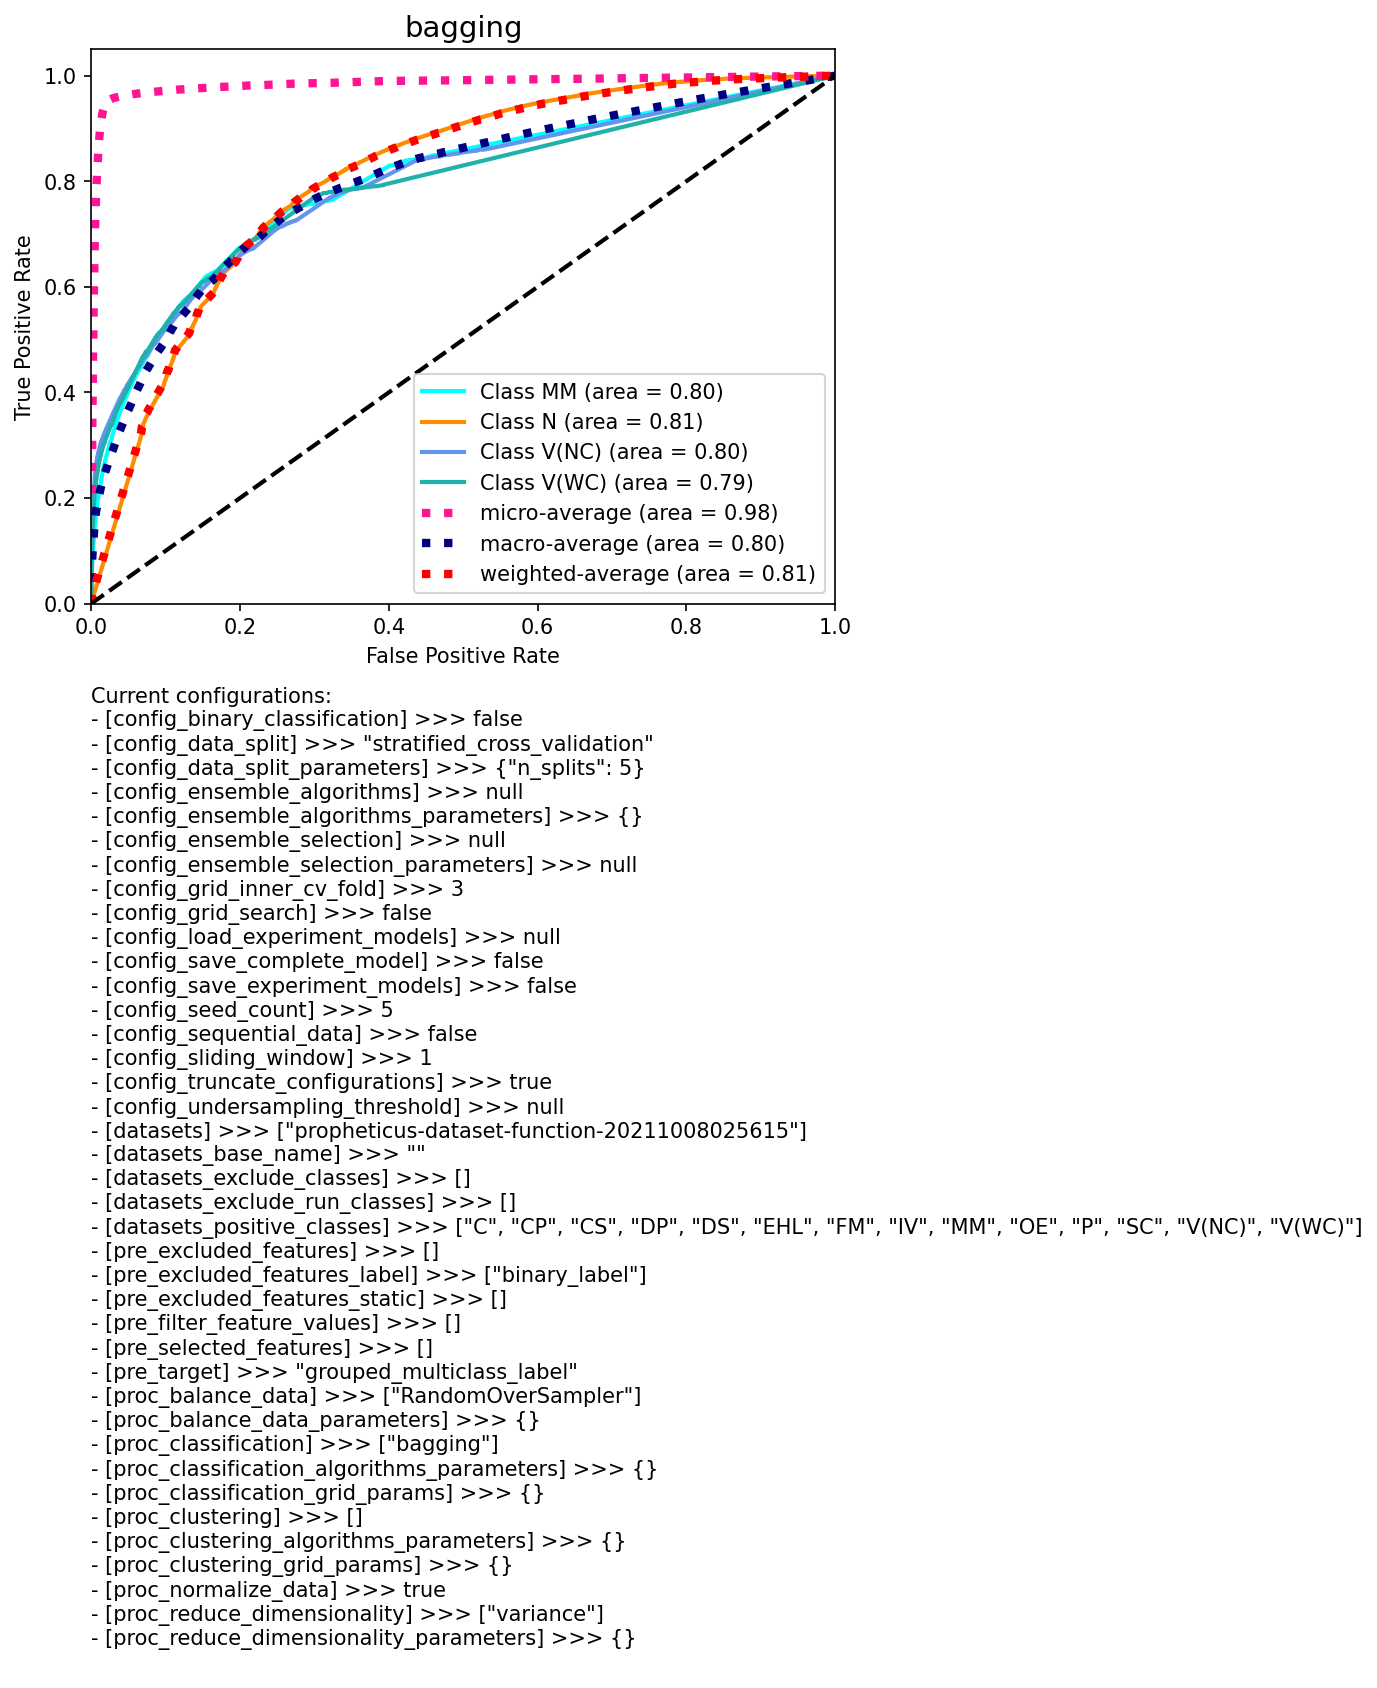 bagging
True Positive Rate
1.0
0.8
0.6
0.4
0.2
0.0
0.0 0.2 0.4 0.6 0.8 1.0
False Positive Rate
Class MM (area = 0.80)
Class N (area = 0.81)
Class V(NC) (area = 0.80)
Class V(WC) (area = 0.79)
micro-average (area = 0.98)
macro-average (area = 0.80)
weighted-average (area = 0.81)
Current configurations:
- [config_binary_classification] >>> false
- [config_data_split] >>> "stratified_cross_validation"
- [config_data_split_parameters] >>> {"n_splits": 5}
- [config_ensemble_algorithms] >>> null
- [config_ensemble_algorithms_parameters] >>> {}
- [config_ensemble_selection] >>> null
- [config_ensemble_selection_parameters] >>> null
- [config_grid_inner_cv_fold] >>> 3
- [config_grid_search] >>> false
- [config_load_experiment_models] >>> null
- [config_save_complete_model] >>> false
- [config_save_experiment_models] >>> false
- [config_seed_count] >>> 5
- [config_sequential_data] >>> false
- [config_sliding_window] >>> 1
- [config_truncate_configurations] >>> true
- [config_undersampling_threshold] >>> null
- [datasets] >>> ["propheticus-dataset-function-20211008025615"]
- [datasets_base_name] >>> ""
- [datasets_exclude_classes] >>> []
- [datasets_exclude_run_classes] >>> []
- [datasets_positive_classes] >>> ["C", "CP", "CS", "DP", "DS", "EHL", "FM", "IV", "MM", "OE", "P", "SC", "V(NC)", "V(WC)"]
- [pre_excluded_features] >>> []
- [pre_excluded_features_label] >>> ["binary_label"]
- [pre_excluded_features_static] >>> []
- [pre_filter_feature_values] >>> []
- [pre_selected_features] >>> []
- [pre_target] >>> "grouped_multiclass_label"
- [proc_balance_data] >>> ["RandomOverSampler"]
- [proc_balance_data_parameters] >>> {}
- [proc_classification] >>> ["bagging"]
- [proc_classification_algorithms_parameters] >>> {}
- [proc_classification_grid_params] >>> {}
- [proc_clustering] >>> []
- [proc_clustering_algorithms_parameters] >>> {}
- [proc_clustering_grid_params] >>> {}
- [proc_normalize_data] >>> true
- [proc_reduce_dimensionality] >>> ["variance"]
- [proc_reduce_dimensionality_parameters] >>> {}